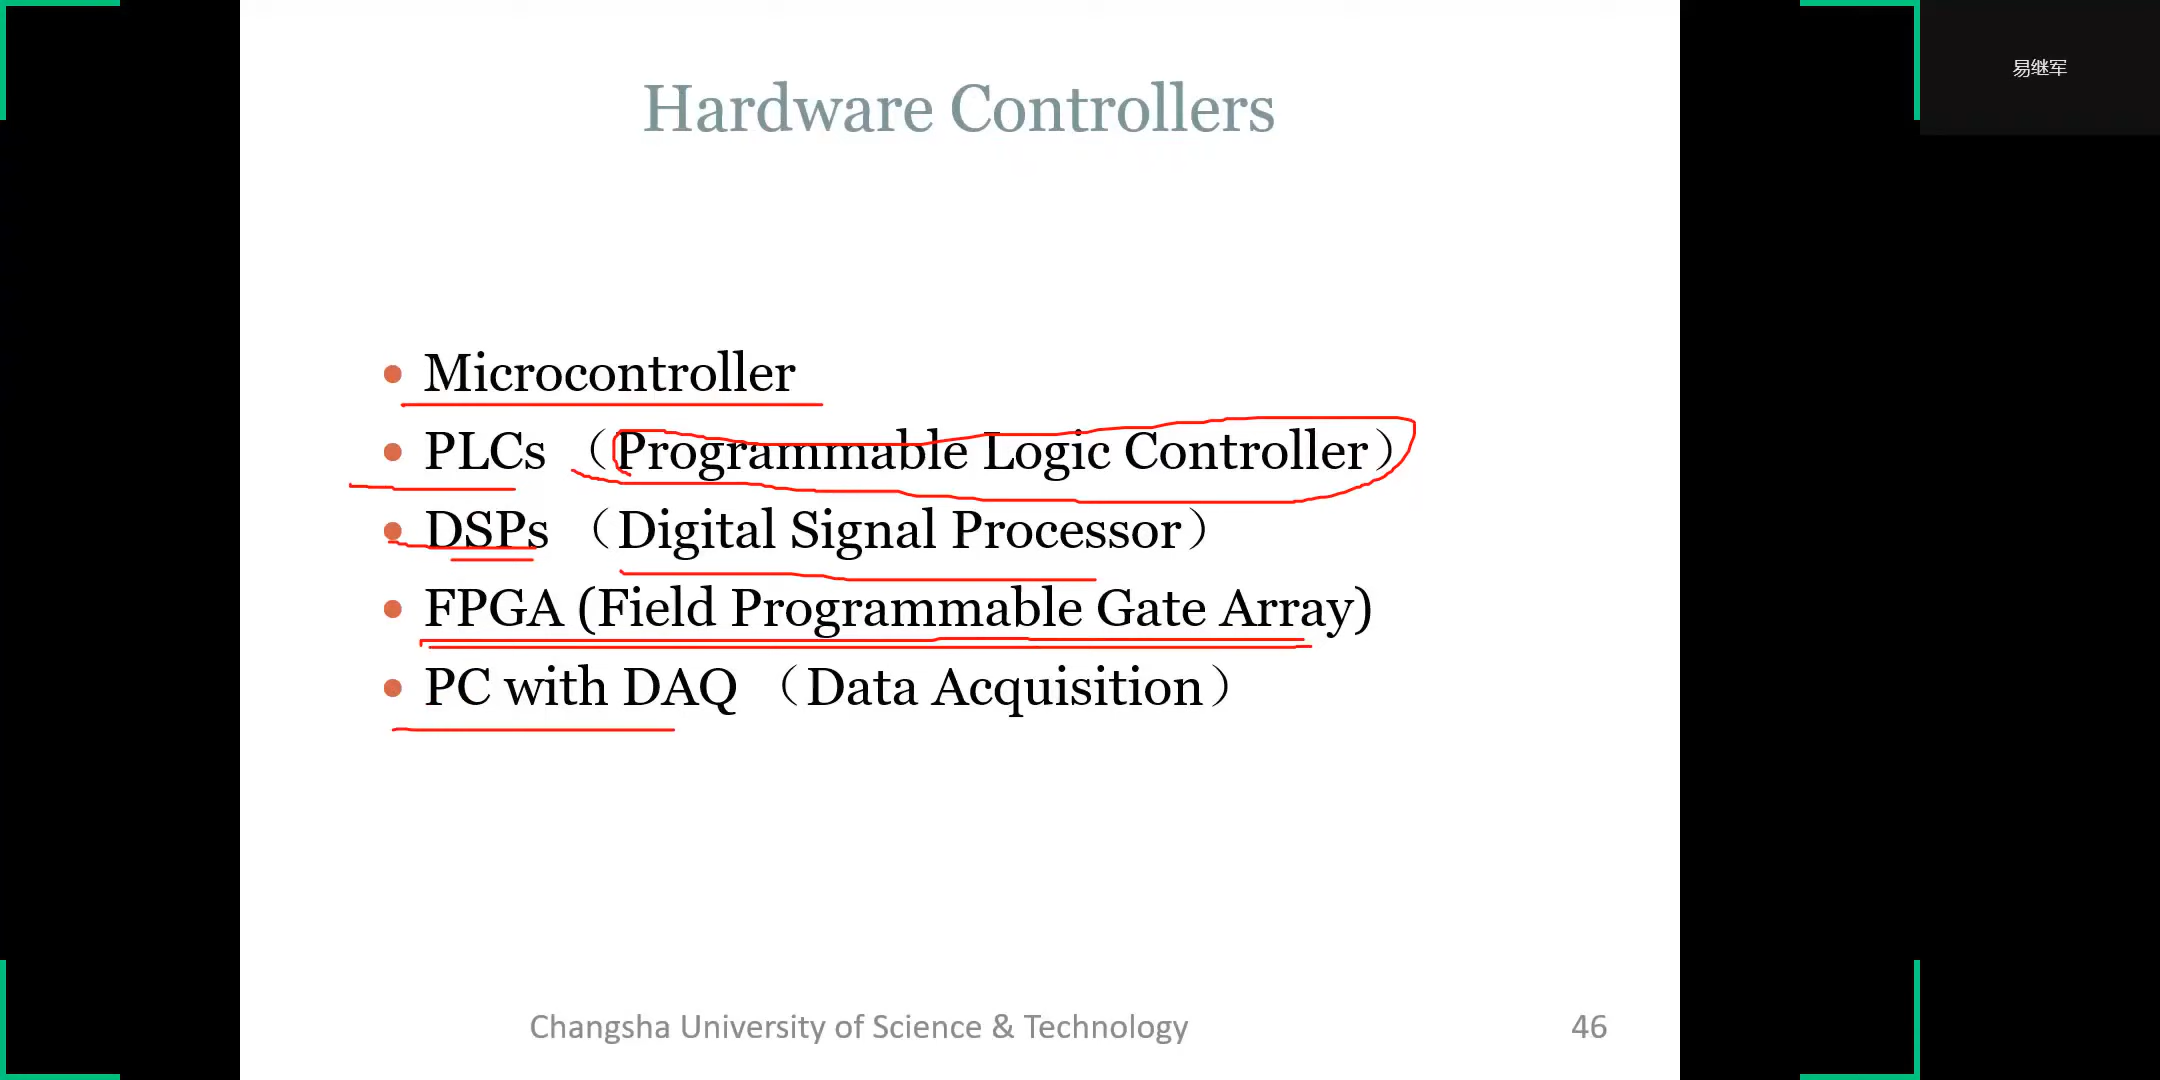 Hardware Controllers
易继军
• Microcontroller
• PLCs （Programmable Logic Controller）
• DSPs （Digital Signal Processor）
• FPGA (Field Programmable Gate Array)
• PC with DAQ （Data Acquisition）
Changsha University of Science & Technology
46